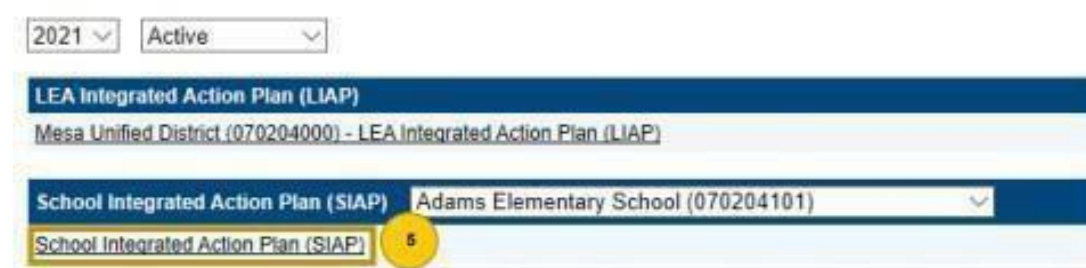 2021 Active
LEA Integrated Action Plan (LIAP)
Mesa Unified District (070204000) - LEA Integrated Action Plan (LIAP)
School Integrated Action Plan (SIAP) Adams Elementary School (070204101)
School Integrated Action Plan (SIAP) 5